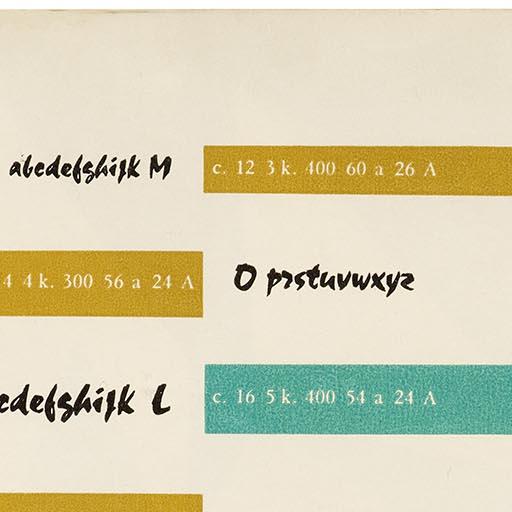 abcdefghijk M
c. 12 3 k. 400 60 a 26 A
4 4 k. 300 56 a 24 A
O prstuvwxyz
cdefghijk L
c. 16 5 k. 400 54 a 24 A